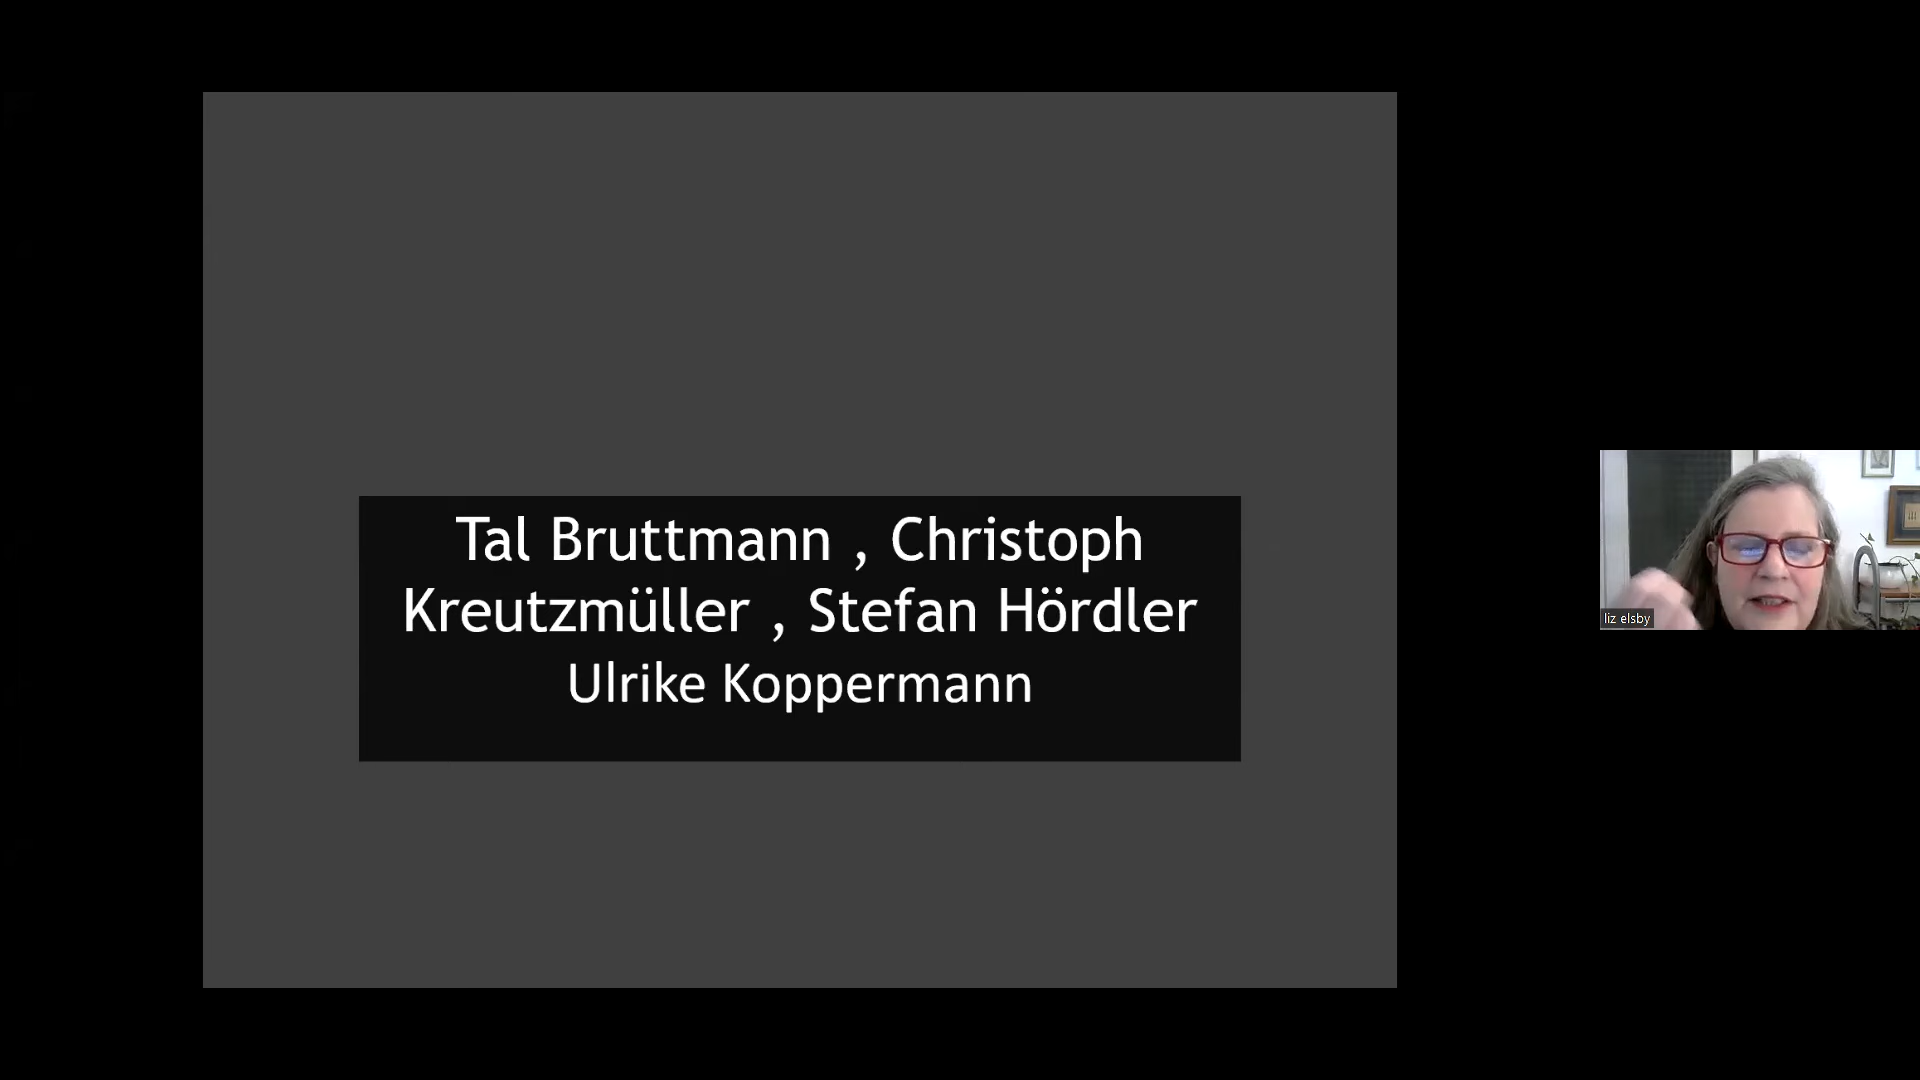 Tal Bruttmann , Christoph
Kreutzmüller , Stefan Hördler
Ulrike Koppermann
liz elsby